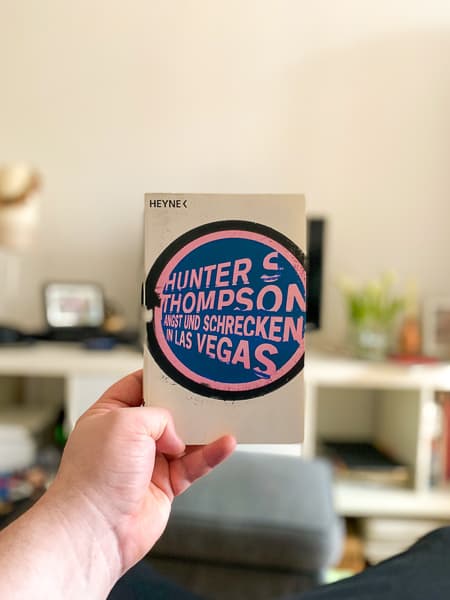 HEYNE<
HUNTER S.
THOMPSON
ANGST UND SCHRECKEN
IN LAS VEGAS